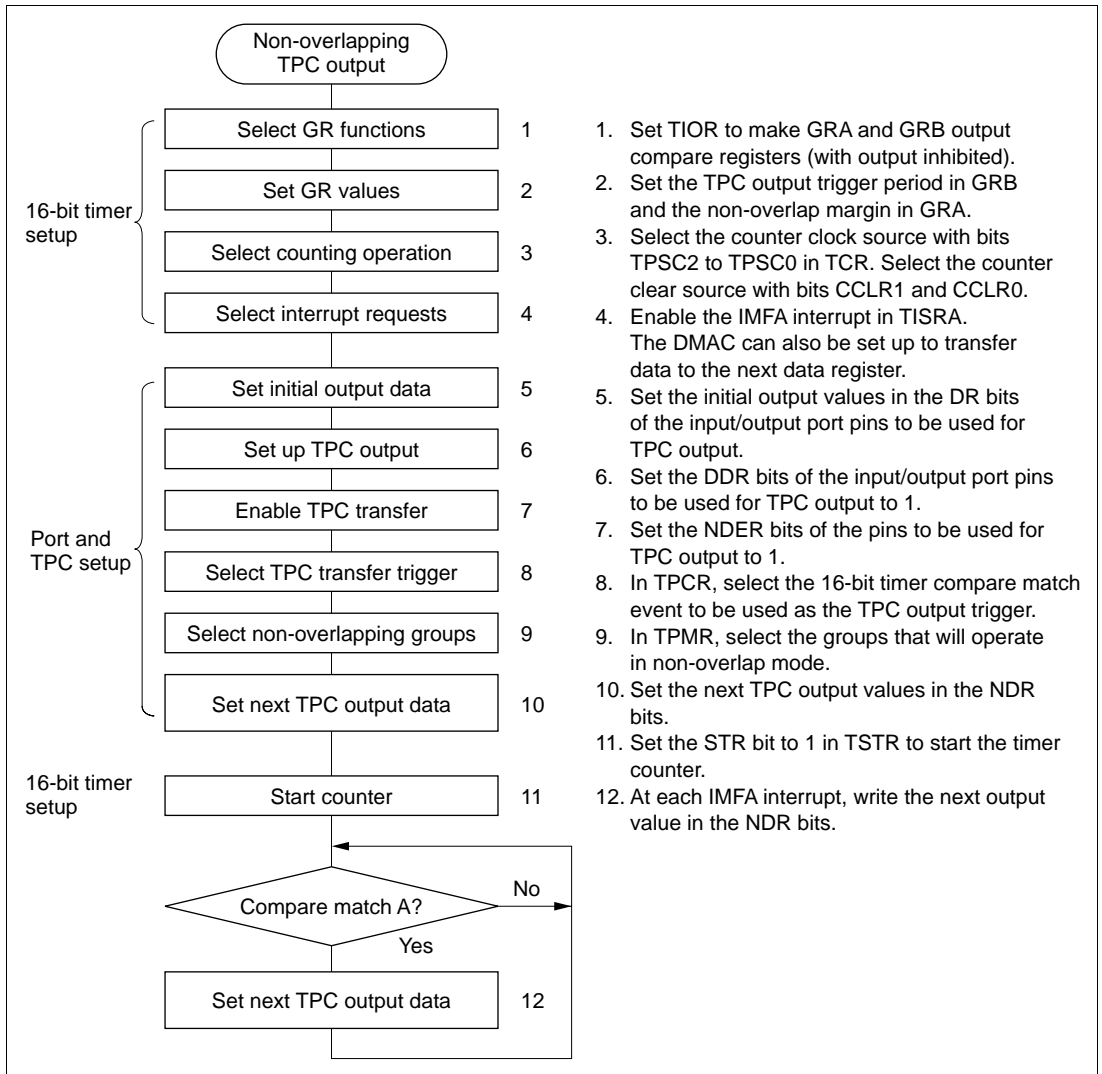 Non-overlapping
TPC output
16-bit timer
setup
Select GR functions 1
Set GR values 2
Select counting operation 3
Select interrupt requests 4
Port and
TPC setup
Set initial output data 5
Set up TPC output 6
Enable TPC transfer 7
Select TPC transfer trigger 8
Select non-overlapping groups 9
Set next TPC output data 10
16-bit timer
setup
Start counter 11
Compare match A?
No
Yes
Set next TPC output data 12
1. Set TIOR to make GRA and GRB output
compare registers (with output inhibited).
2. Set the TPC output trigger period in GRB
and the non-overlap margin in GRA.
3. Select the counter clock source with bits
TPSC2 to TPSC0 in TCR. Select the counter
clear source with bits CCLR1 and CCLR0.
4. Enable the IMFA interrupt in TISRA.
The DMAC can also be set up to transfer
data to the next data register.
5. Set the initial output values in the DR bits
of the input/output port pins to be used for
TPC output.
6. Set the DDR bits of the input/output port pins
to be used for TPC output to 1.
7. Set the NDER bits of the pins to be used for
TPC output to 1.
8. In TPCR, select the 16-bit timer compare match
event to be used as the TPC output trigger.
9. In TPMR, select the groups that will operate
in non-overlap mode.
10. Set the next TPC output values in the NDR
bits.
11. Set the STR bit to 1 in TSTR to start the timer
counter.
12. At each IMFA interrupt, write the next output
value in the NDR bits.